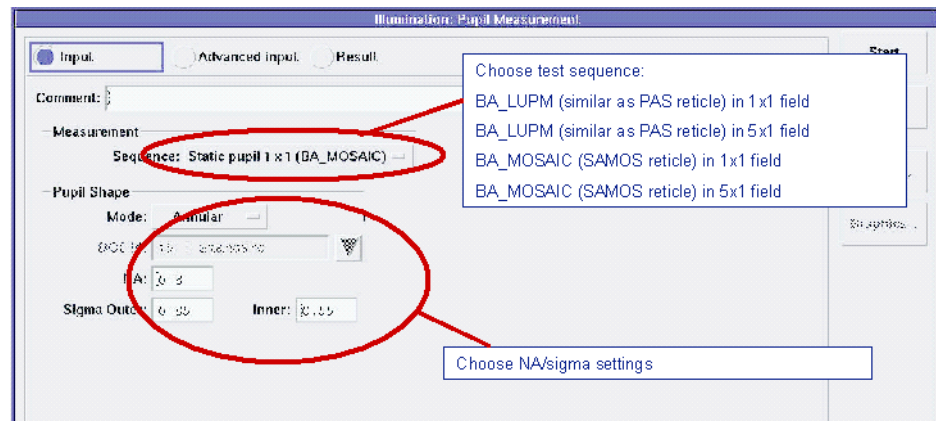 Illumination: Pupil Measurement
Input Advanced input Result
Start
Comment:
Choose test sequence:
BA_LUPM (similar as PAS reticle) in 1x1 field
BA_LUPM (similar as PAS reticle) in 5x1 field
BA_MOSAIC (SAMOS reticle) in 1x1 field
BA_MOSAIC (SAMOS reticle) in 5x1 field
Measurement
Sequence: Static pupil 1 x 1 (BA_MOSAIC)
Pupil Shape
Mode: Annular
Graphics...
NA:
Sigma Outer: Inner:
Choose NA/sigma settings